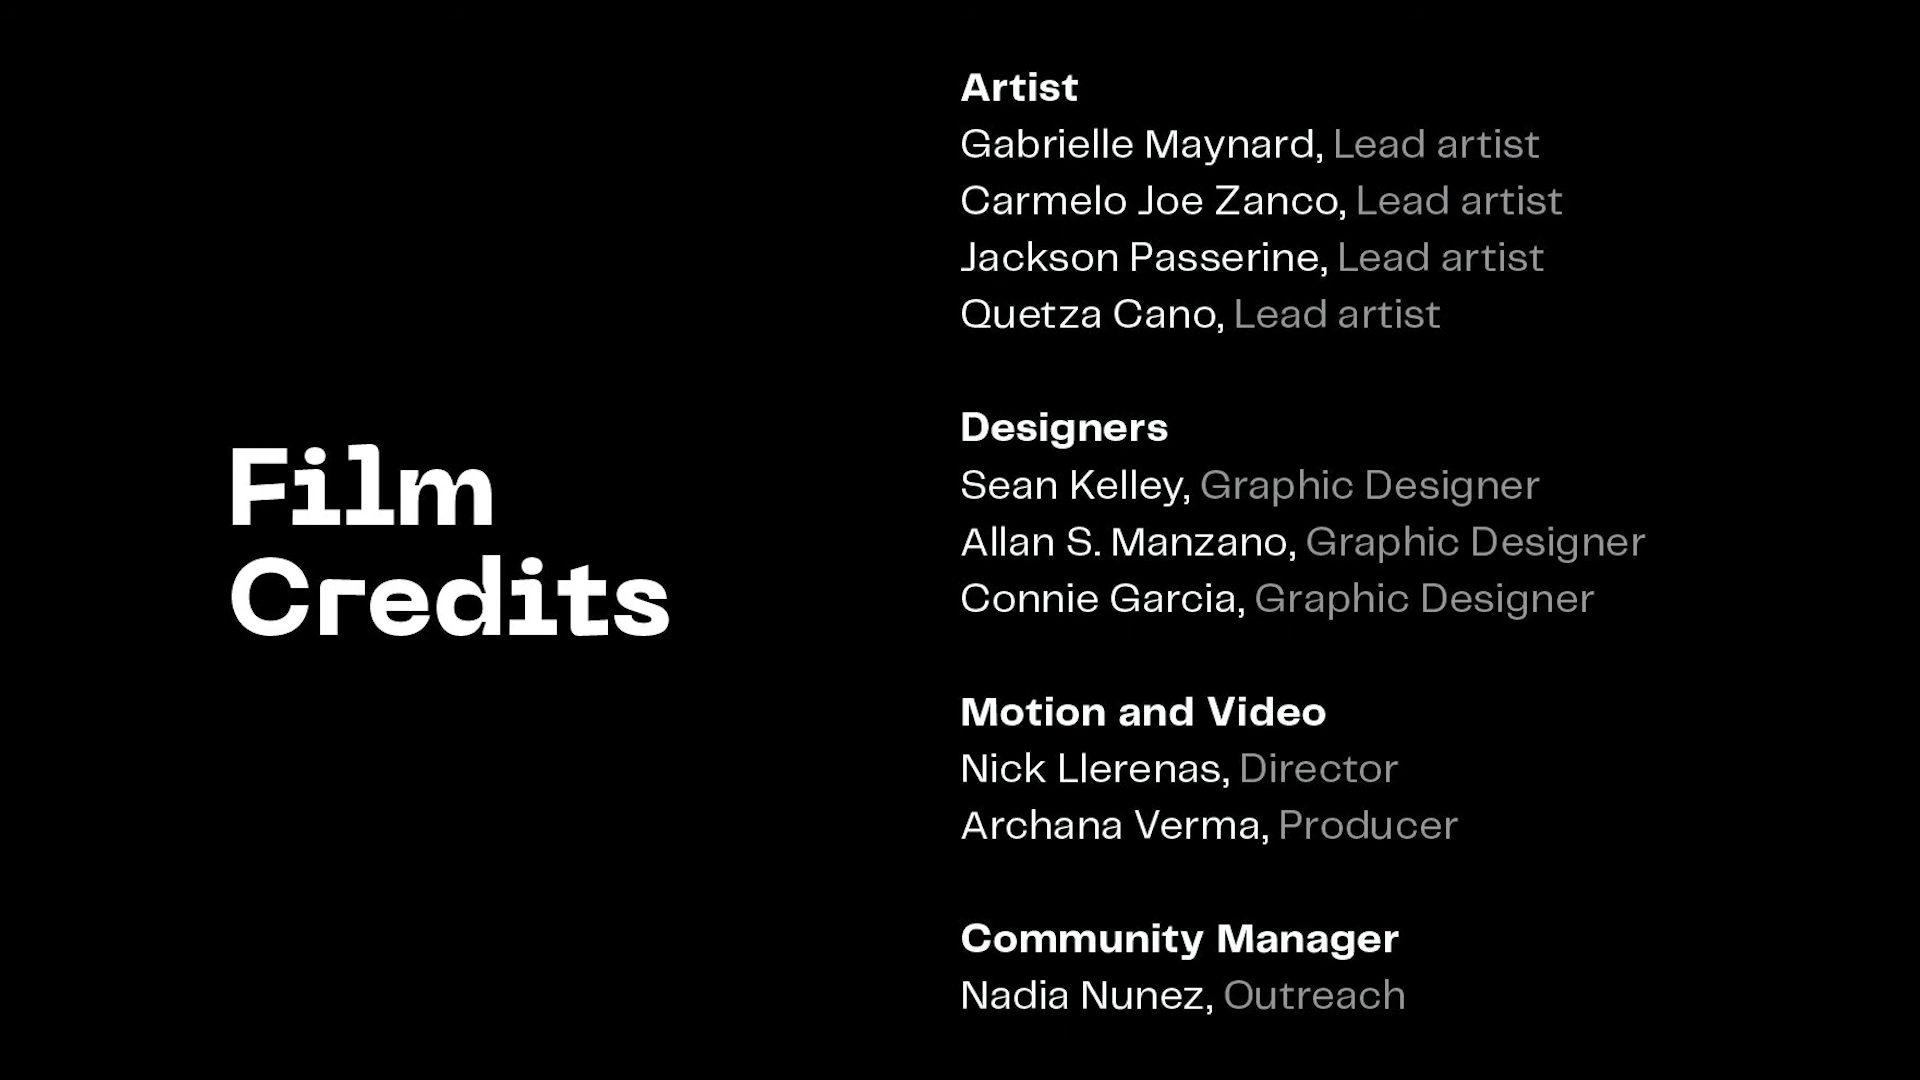 Film
Credits
Artist
Gabrielle Maynard, Lead artist
Carmelo Joe Zanco, Lead artist
Jackson Passerine, Lead artist
Quetza Cano, Lead artist
Designers
Sean Kelley, Graphic Designer
Allan S. Manzano, Graphic Designer
Connie Garcia, Graphic Designer
Motion and Video
Nick Llerenas, Director
Archana Verma, Producer
Community Manager
Nadia Nunez, Outreach